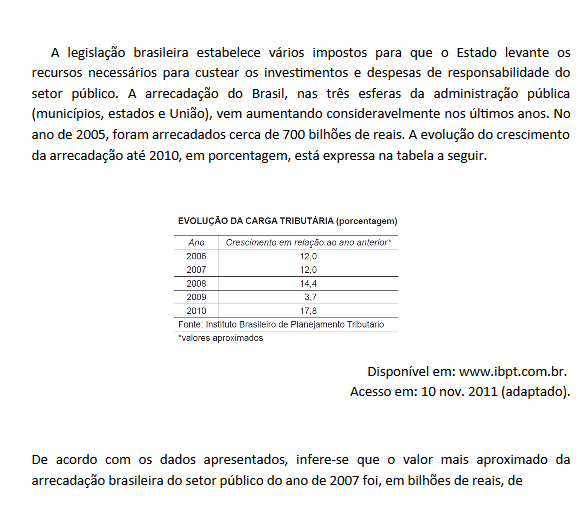 A legislação brasileira estabelece vários impostos para que o Estado levante os
recursos necessários para custear os investimentos e despesas de responsabilidade do
setor público. A arrecadação do Brasil, nas três esferas da administração pública
(municípios, estados e União), vem aumentando consideravelmente nos últimos anos. No
ano de 2005, foram arrecadados cerca de 700 bilhões de reais. A evolução do crescimento
da arrecadação até 2010, em porcentagem, está expressa na tabela a seguir.
EVOLUÇÃO DA CARGA TRIBUTÁRIA (porcentagem)
Ano Crescimento em relação ao ano anterior*
2006 12,0
2007 12,0
2008 14,4
2009 3,7
2010 17,8
Fonte: Instituto Brasileiro de Planejamento Tributário
*valores aproximados
Disponível em: www.ibpt.com.br.
Acesso em: 10 nov. 2011 (adaptado).
De acordo com os dados apresentados, infere-se que o valor mais aproximado da
arrecadação brasileira do setor público do ano de 2007 foi, em bilhões de reais, de